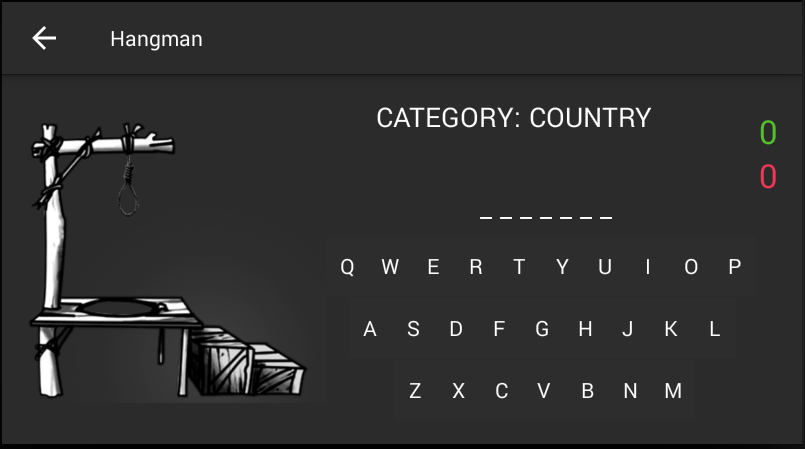 Hangman
CATEGORY: COUNTRY
0
0
_ _ _ _ _ _ _
Q W E R T Y U I O P
A S D F G H J K L
Z X C V B N M